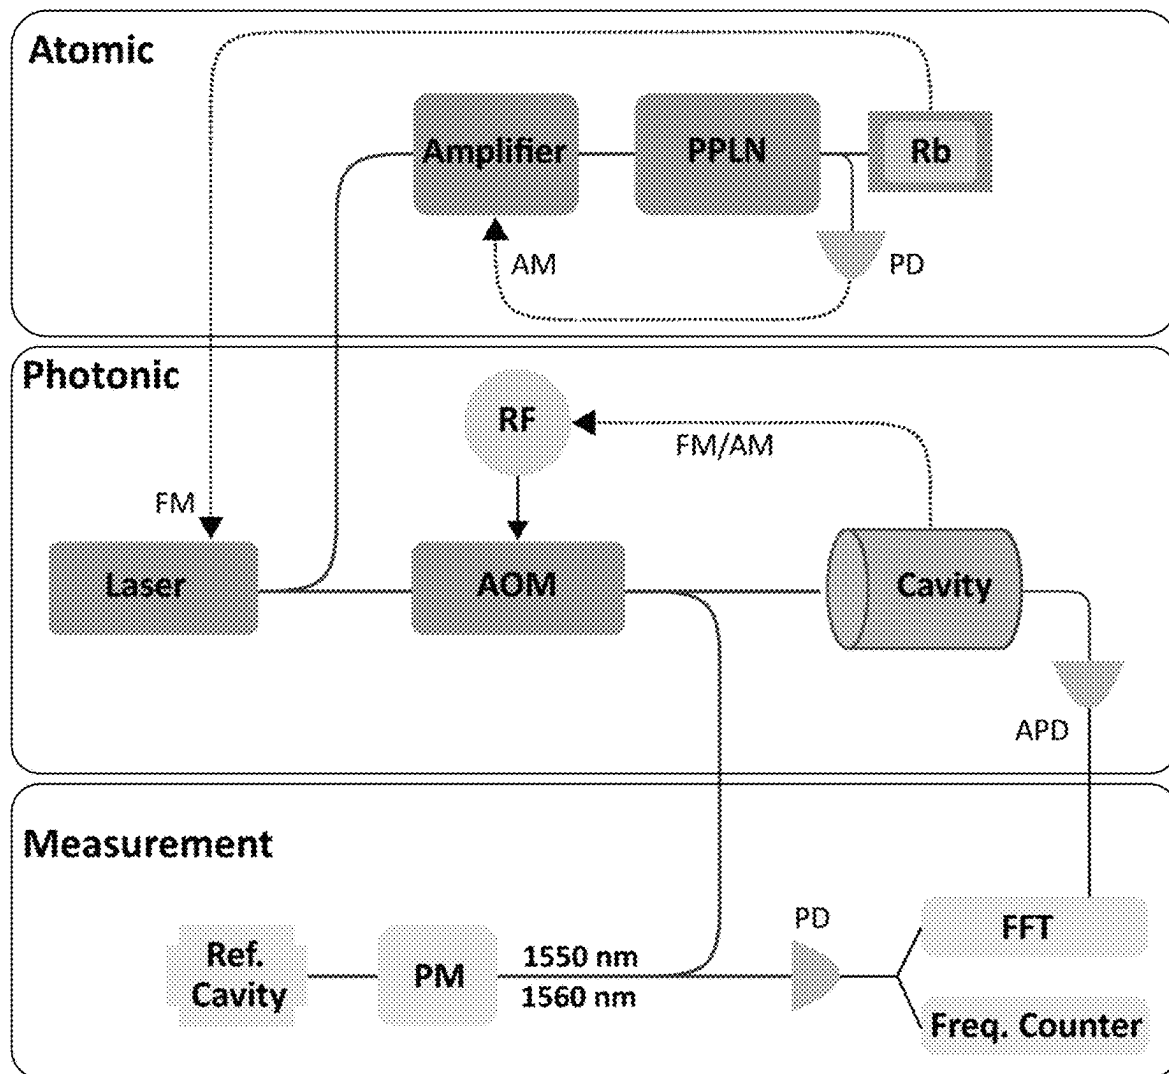 Atomic
Amplifier
PPLN
Rb
AM
PD
Photonic
RF
FM/AM
FM
Laser
AOM
Cavity
APD
Measurement
PD
FFT
Ref.
Cavity
PM
1550 nm
1560 nm
Freq. Counter